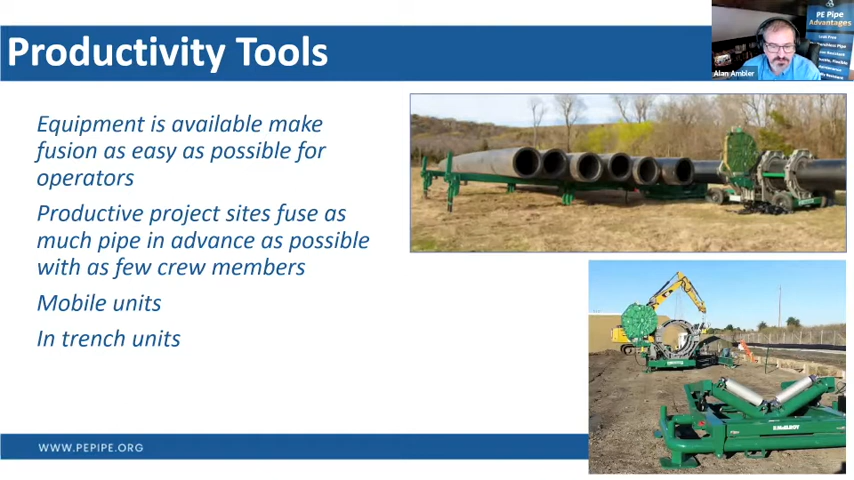 Productivity Tools
PE Pipe
Advantages
Leak Free
Alan Ambler
Equipment is available make
fusion as easy as possible for
operators
Productive project sites fuse as
much pipe in advance as possible
with as few crew members
Mobile units
In trench units
McELROY
WWW.PEPIPE.ORG